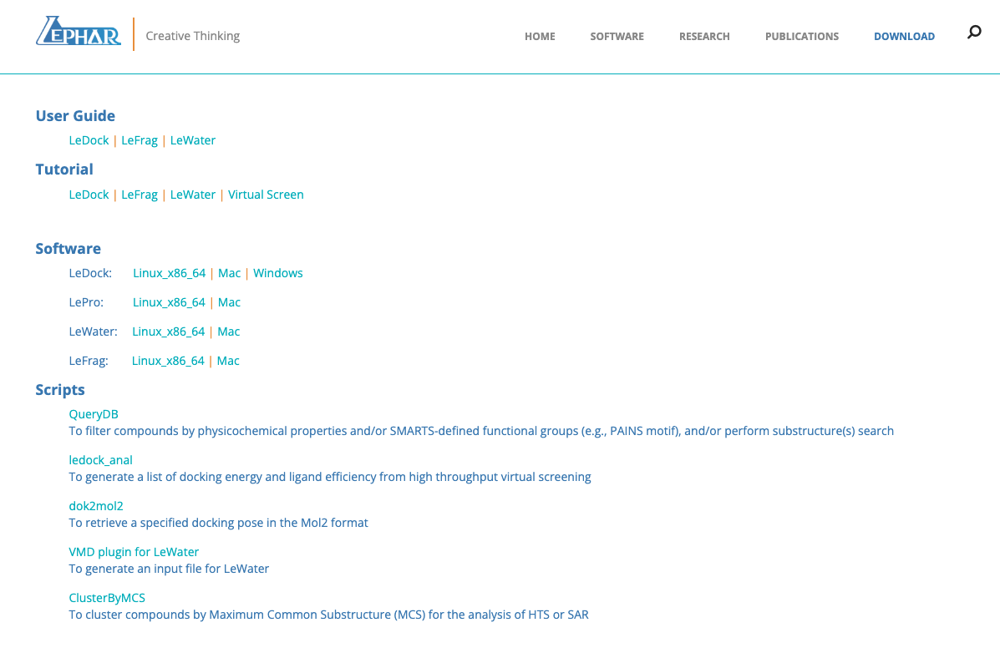 LEPHAR
Creative Thinking
HOME SOFTWARE RESEARCH PUBLICATIONS DOWNLOAD
User Guide
LeDock | LeFrag | LeWater
Tutorial
LeDock | LeFrag | LeWater | Virtual Screen
Software
LeDock: Linux_x86_64 | Mac | Windows
LePro: Linux_x86_64 | Mac
LeWater: Linux_x86_64 | Mac
LeFrag: Linux_x86_64 | Mac
Scripts
QueryDB
To filter compounds by physicochemical properties and/or SMARTS-defined functional groups (e.g., PAINS motif), and/or perform substructure(s) search
ledock_anal
To generate a list of docking energy and ligand efficiency from high throughput virtual screening
dok2mol2
To retrieve a specified docking pose in the Mol2 format
VMD plugin for LeWater
To generate an input file for LeWater
ClusterByMCS
To cluster compounds by Maximum Common Substructure (MCS) for the analysis of HTS or SAR